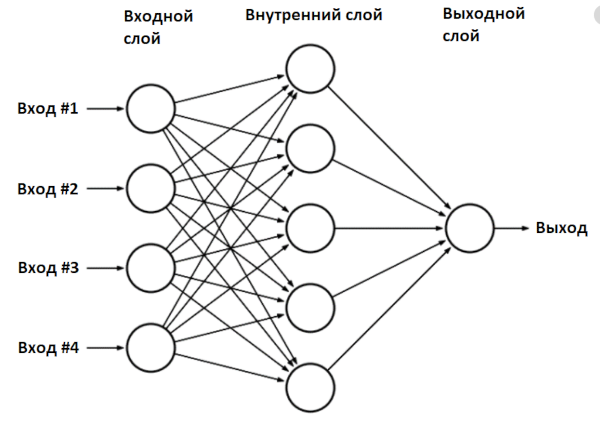 Входной
слой
Внутренний слой
Выходной
слой
Вход #1
Вход #2
Вход #3
Вход #4
Выход